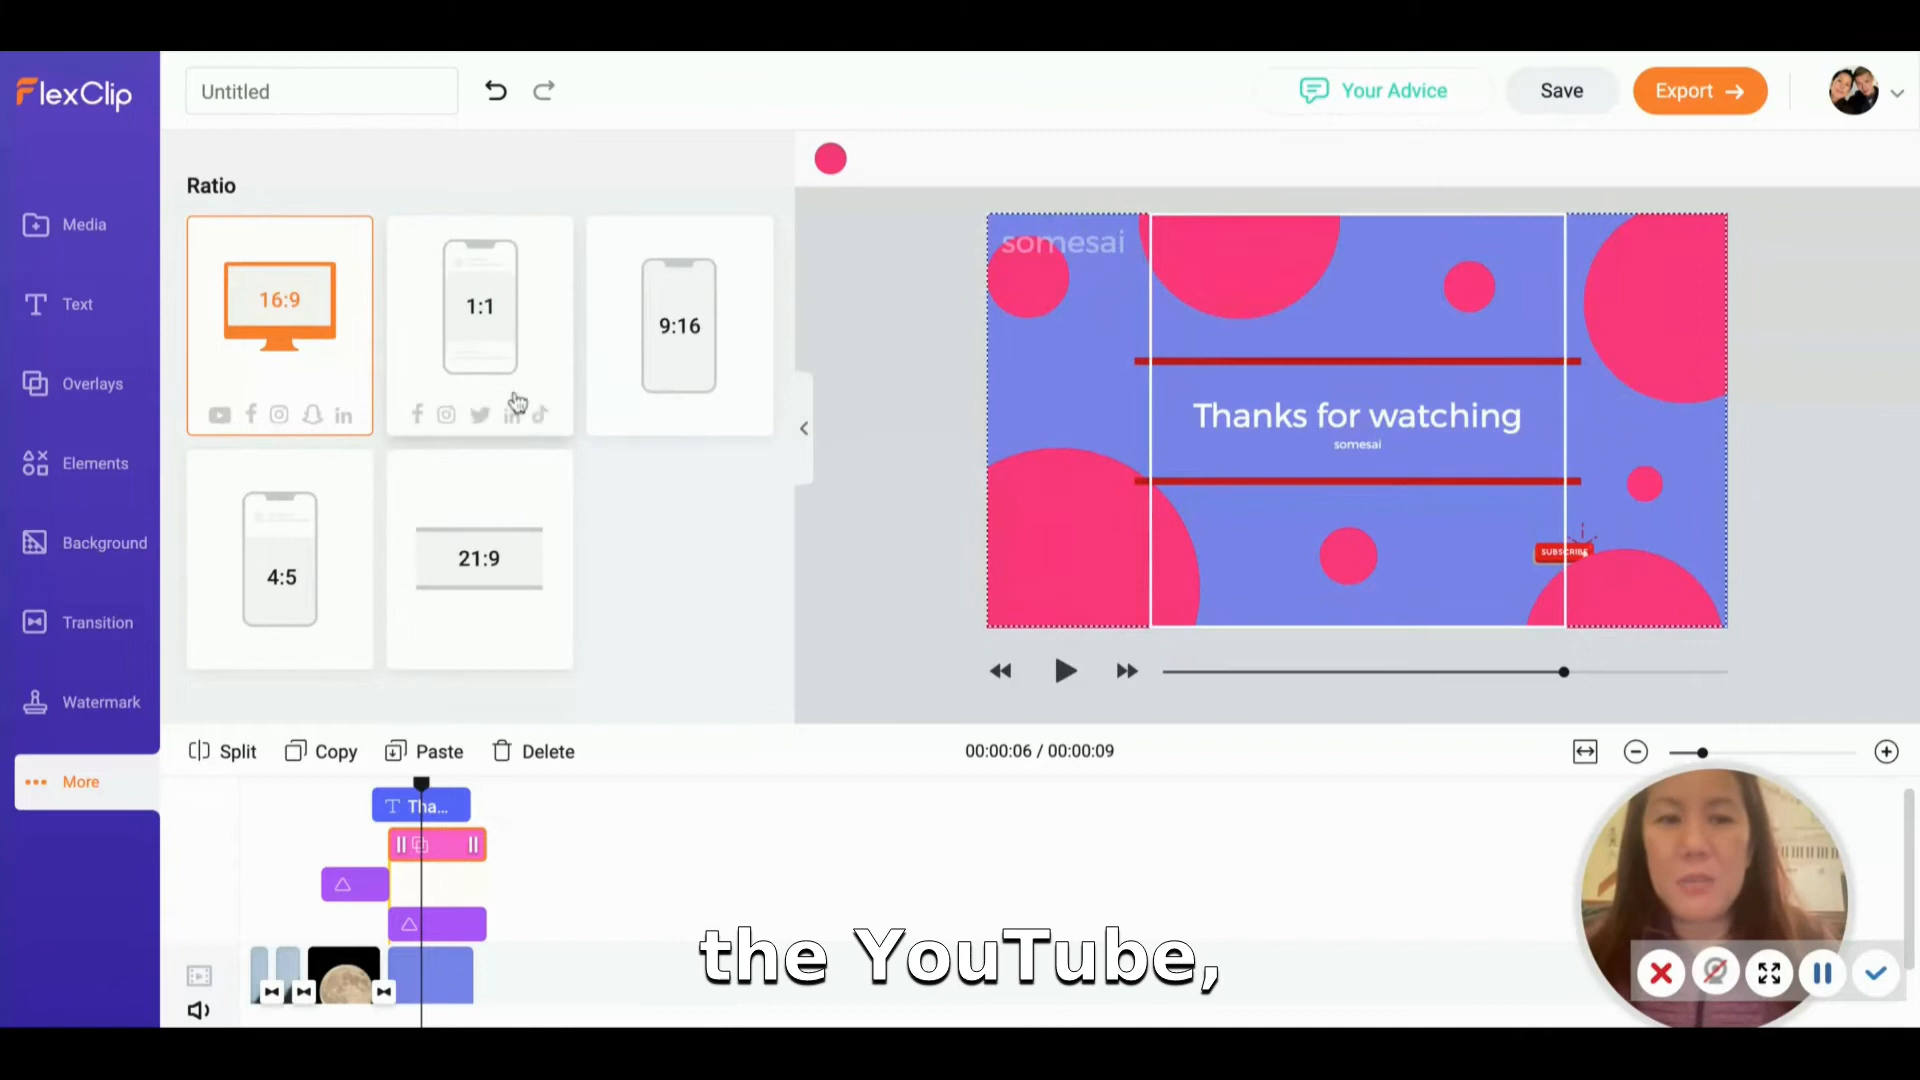 FlexClip
Untitled
Your Advice
Save
Export
Media
Text
Overlays
Elements
Background
Transition
Watermark
More
Ratio
16:9
1:1
9:16
4:5
21:9
somesai
Thanks for watching
somesai
SUBSCRIBE
Split
Copy
Paste
Delete
00:00:06 / 00:00:09
Tha...
the YouTube,